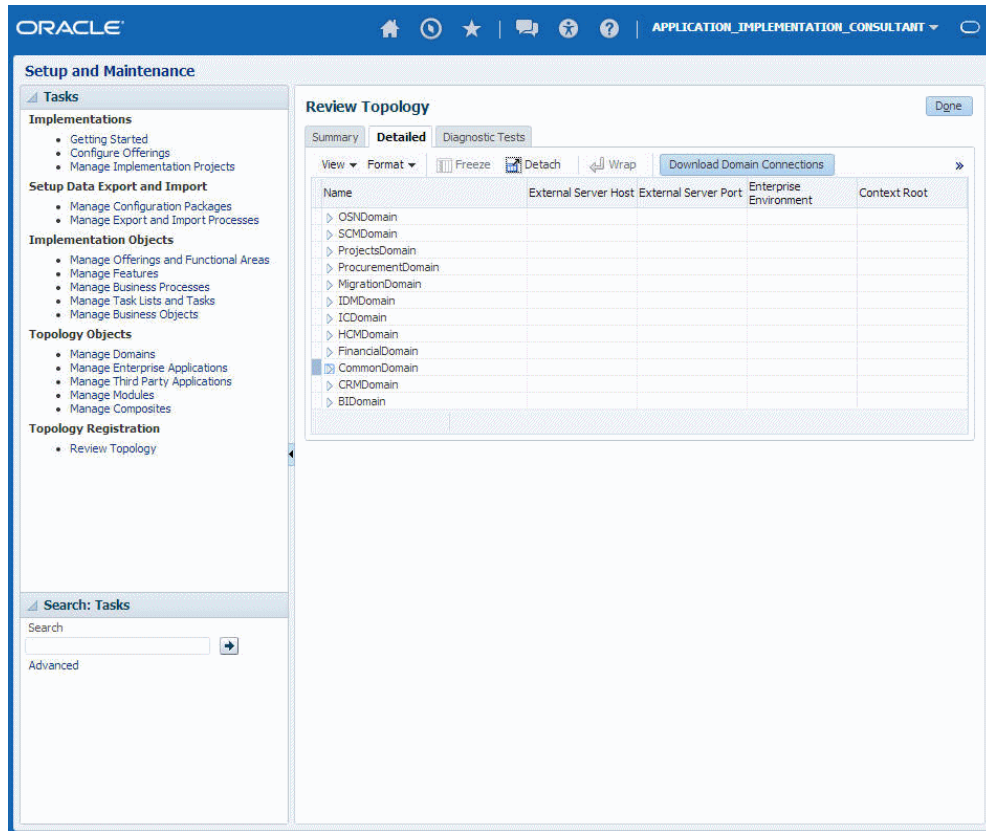 ORACLE
APPLICATION_IMPLEMENTATION_CONSULTANT
Setup and Maintenance
Tasks
Implementations
Getting Started
Configure Offerings
Manage Implementation Projects
Setup Data Export and Import
Manage Configuration Packages
Manage Export and Import Processes
Implementation Objects
Manage Offerings and Functional Areas
Manage Features
Manage Business Processes
Manage Task Lists and Tasks
Manage Business Objects
Topology Objects
Manage Domains
Manage Enterprise Applications
Manage Third Party Applications
Manage Modules
Manage Composites
Topology Registration
Review Topology
Search: Tasks
Search
Advanced
Review Topology
Done
Summary Detailed Diagnostic Tests
View Format Freeze Detach Wrap Download Domain Connections »
Name External Server Host External Server Port Enterprise Environment Context Root
OSNDomain
SCMDomain
ProjectsDomain
ProcurementDomain
MigrationDomain
IDMDomain
ICDomain
HCMDomain
FinancialDomain
CommonDomain
CRMDomain
BIDomain